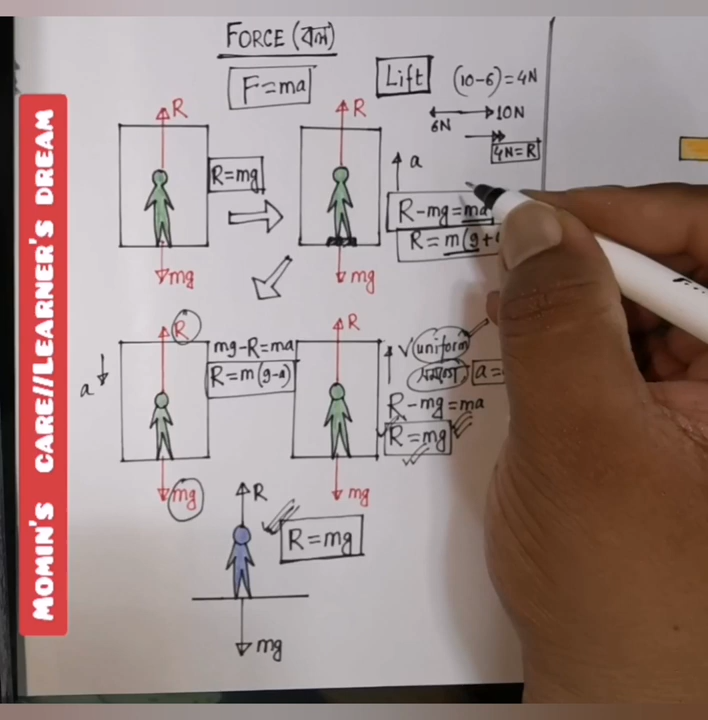 FORCE (বল)
F=ma
Lift
(10-6)=4N
6N
10N
4N=R
R
R=mg
mg
R
a
R-mg=ma
R=m(g+
mg
R
a
mg-R=ma
R=m(g-a)
mg
R
v uniform
সমবেগে
a=
R-mg=ma
R=mg
mg
R
R=mg
mg
MOMIN'S CARE//LEARNER'S DREAM